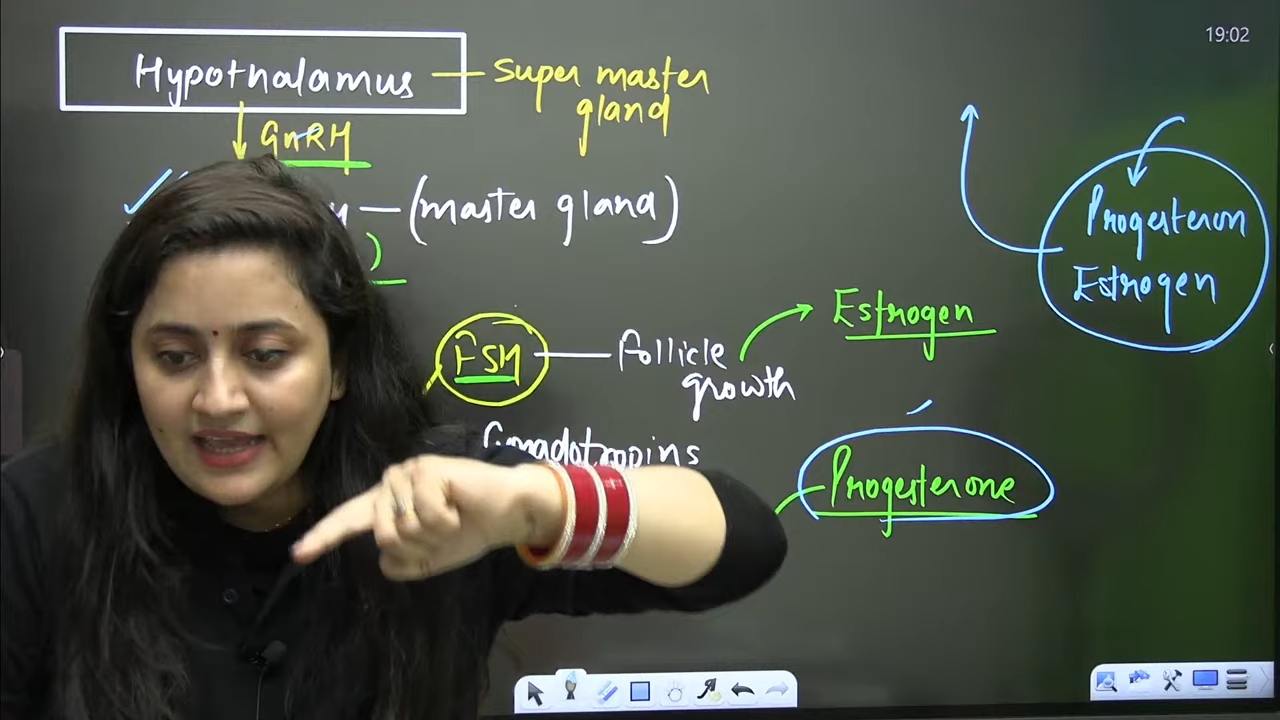 19:02
Hypothalamus — Super master
gland
GnRH
— (master gland)
)
Progesteron
Estrogen
Estrogen
FSH — Follicle
growth
Gonadotropins
Progesterone